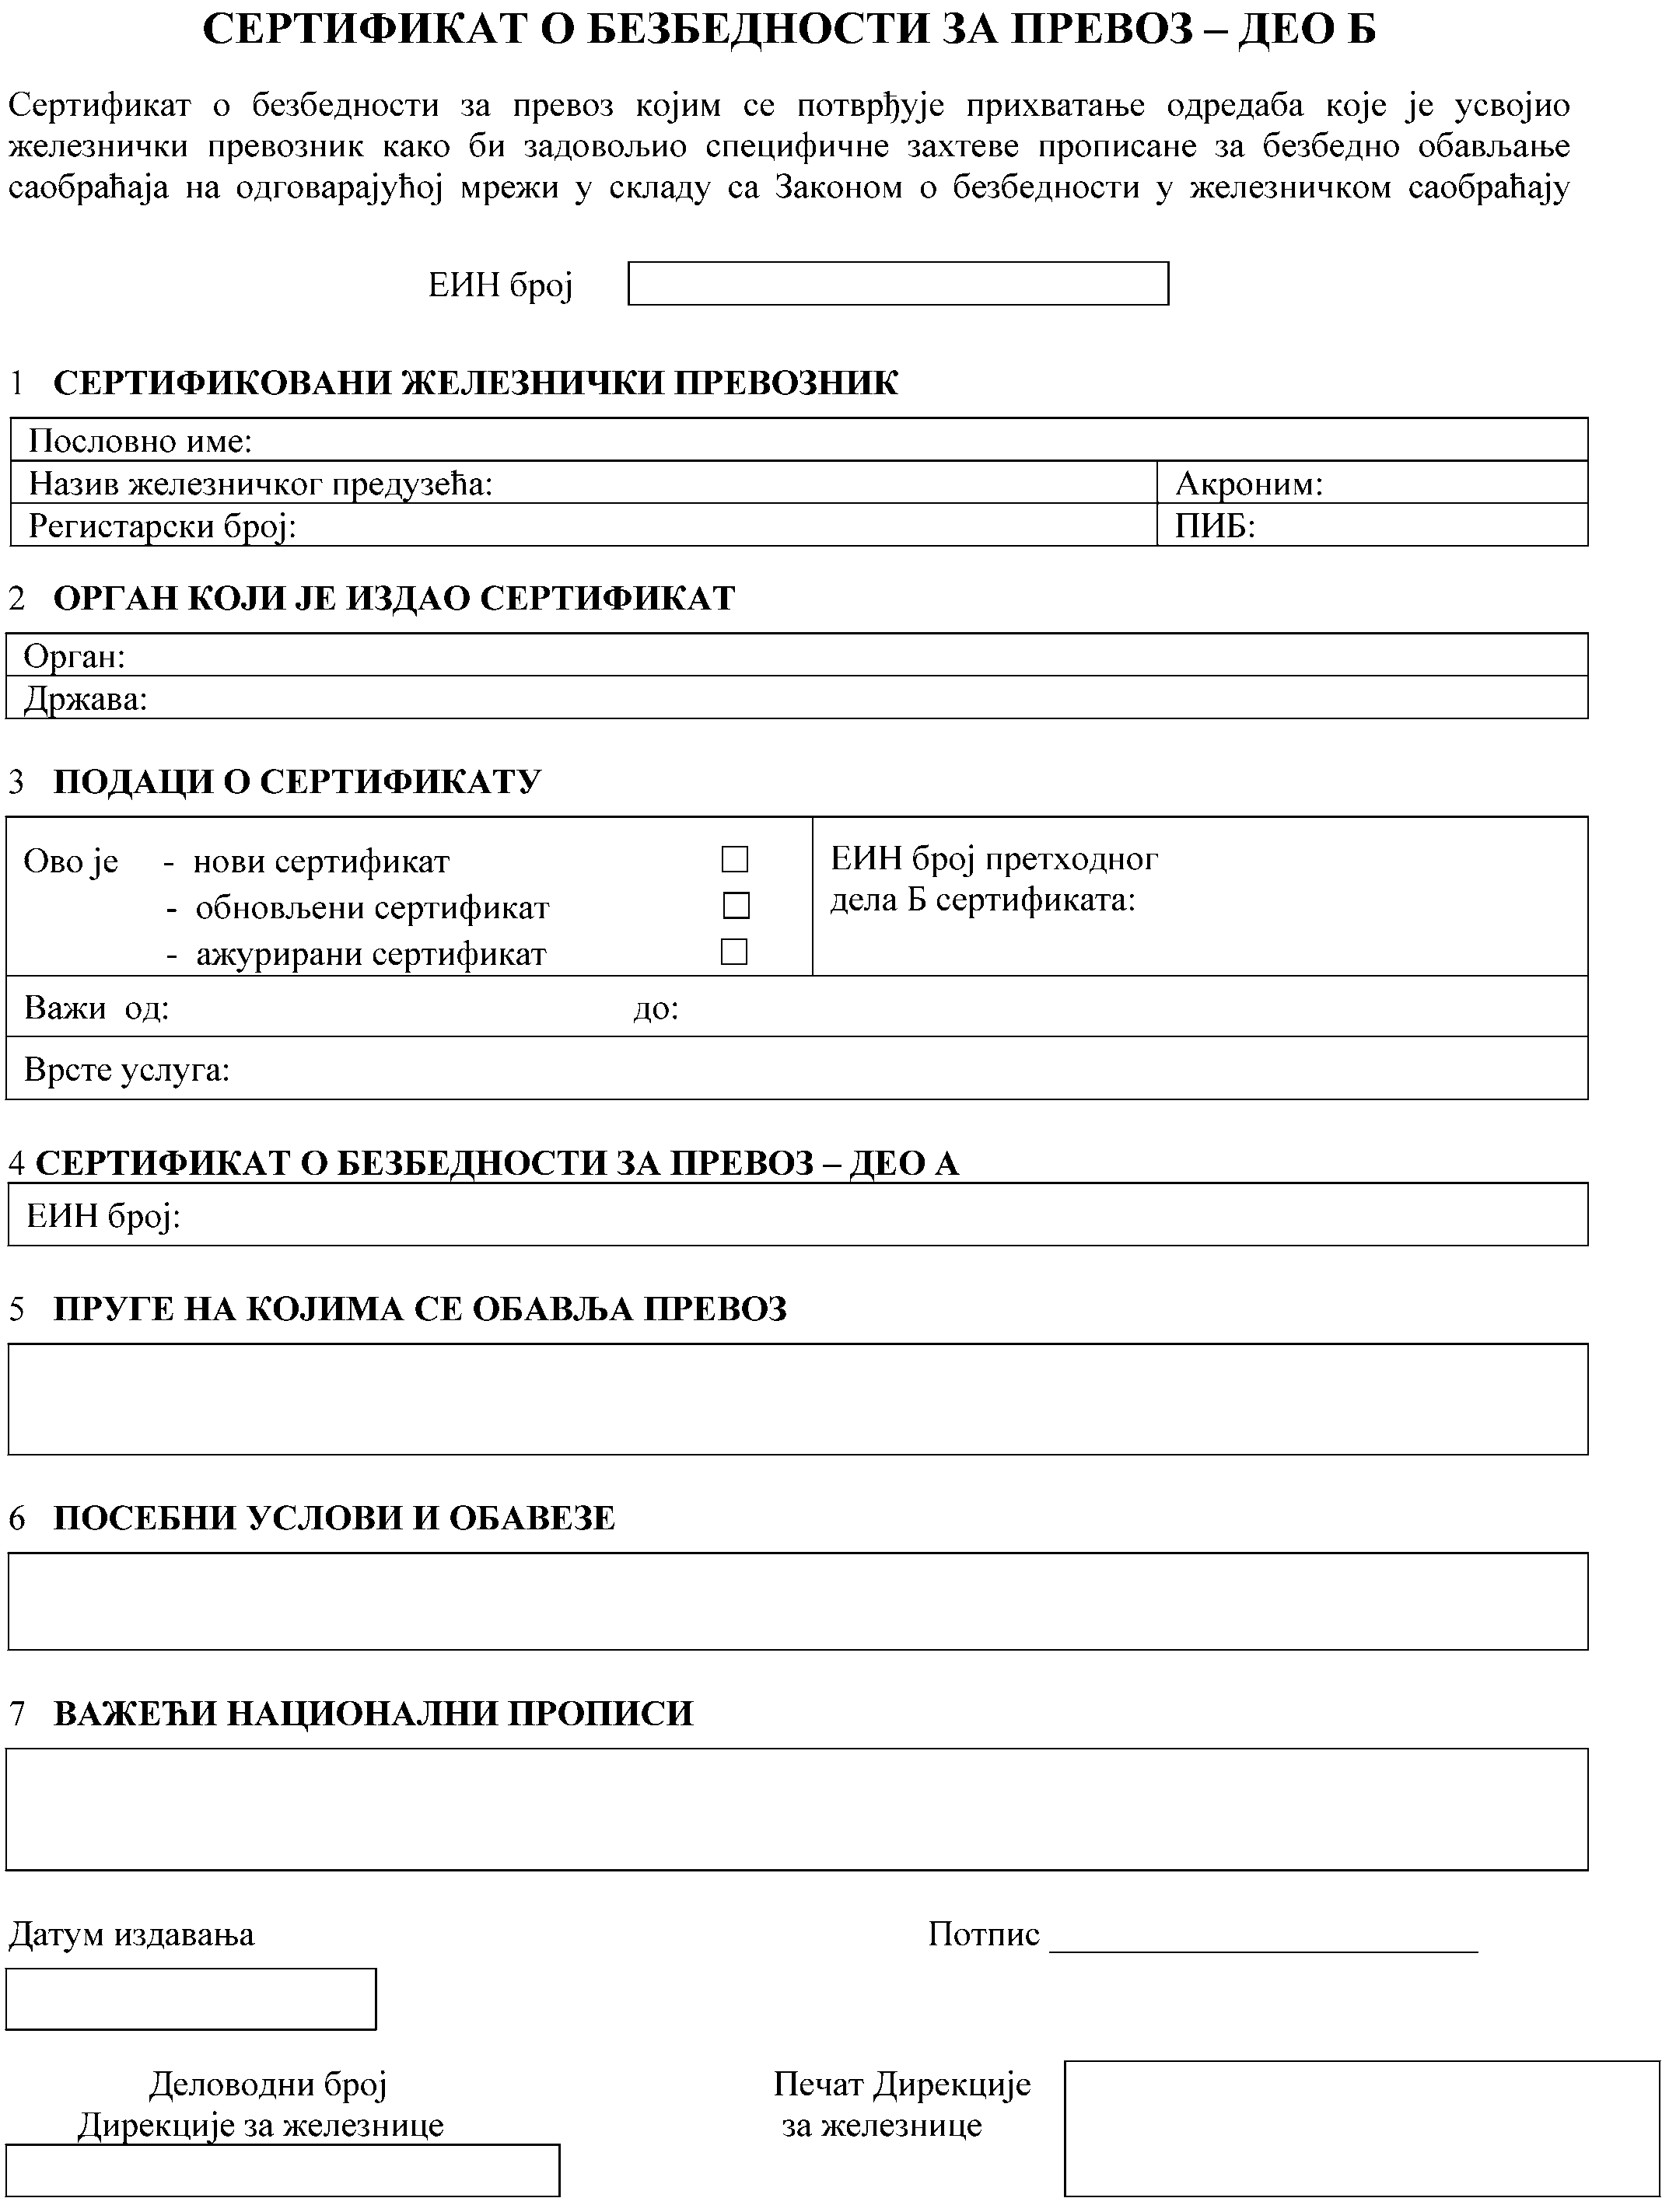 СЕРТИФИКАТ О БЕЗБЕДНОСТИ ЗА ПРЕВОЗ – ДЕО Б
Сертификат о безбедности за превоз којим се потврђује прихватање одредаба које је усвојио
железнички превозник како би задовољио специфичне захтеве прописане за безбедно обављање
саобраћаја на одговарајућој мрежи у складу са Законом о безбедности у железничком саобраћају
ЕИН број
1 СЕРТИФИКОВАНИ ЖЕЛЕЗНИЧКИ ПРЕВОЗНИК
Пословно име:
Назив железничког предузећа: Акроним:
Регистарски број: ПИБ:
2 ОРГАН КОЈИ ЈЕ ИЗДАО СЕРТИФИКАТ
Орган:
Држава:
3 ПОДАЦИ О СЕРТИФИКАТУ
Ово је - нови сертификат
- обновљени сертификат
- ажурирани сертификат
ЕИН број претходног
дела Б сертификата:
Важи од: до:
Врсте услуга:
4 СЕРТИФИКАТ О БЕЗБЕДНОСТИ ЗА ПРЕВОЗ – ДЕО А
ЕИН број:
5 ПРУГЕ НА КОЈИМА СЕ ОБАВЉА ПРЕВОЗ
6 ПОСЕБНИ УСЛОВИ И ОБАВЕЗЕ
7 ВАЖЕЋИ НАЦИОНАЛНИ ПРОПИСИ
Датум издавања Потпис
Деловодни број
Дирекције за железнице
Печат Дирекције
за железнице